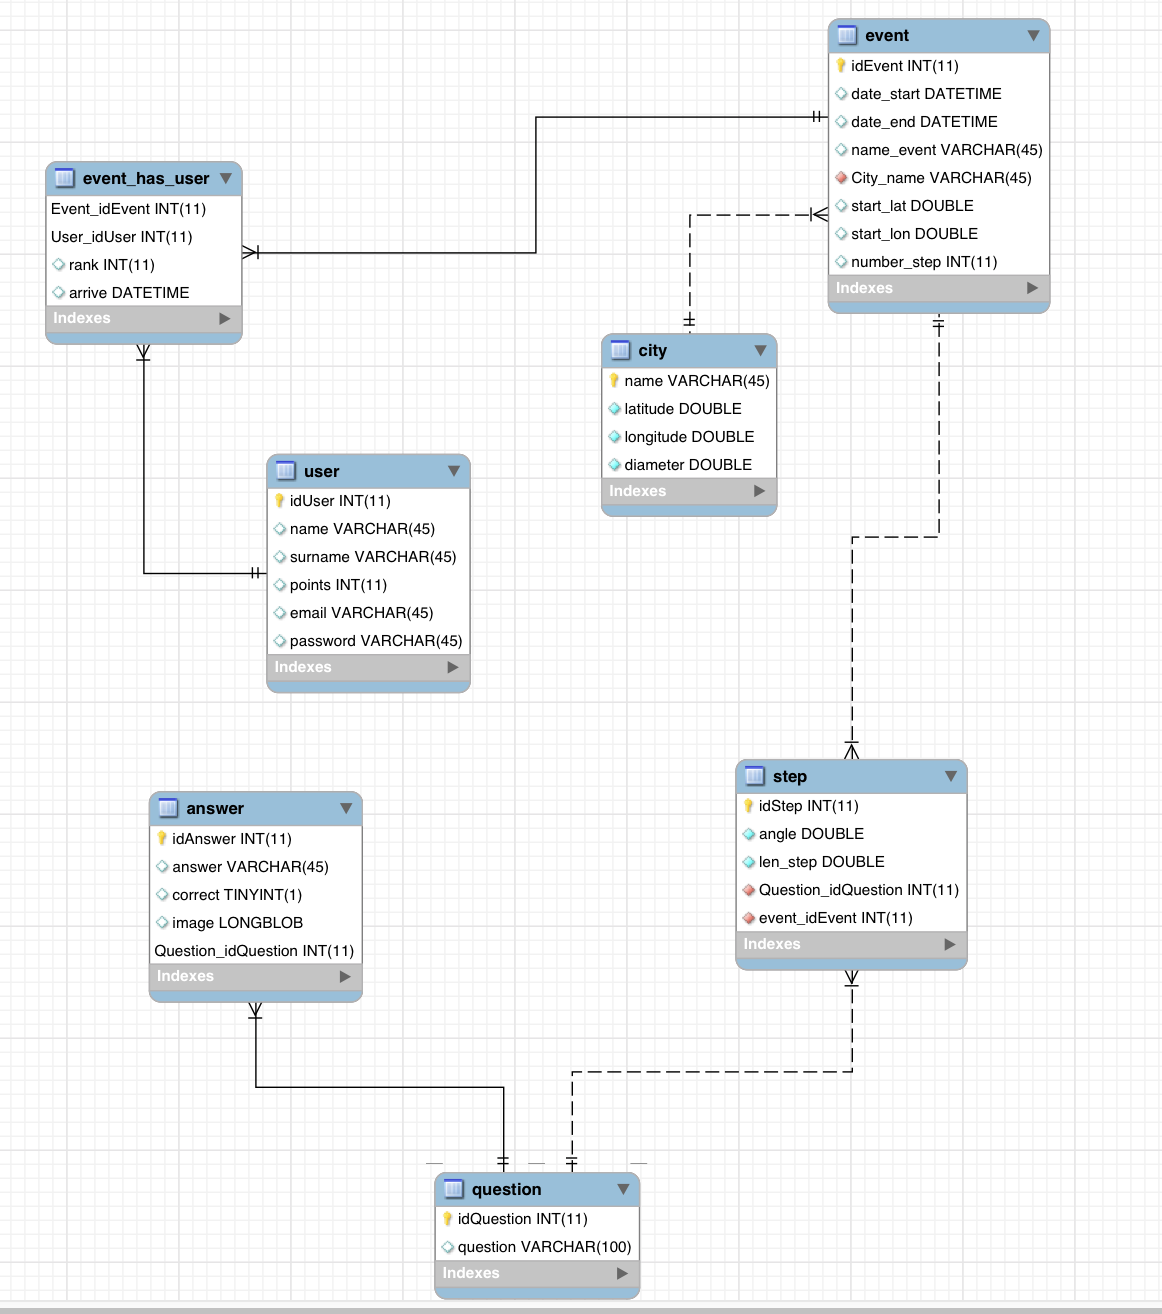 event
idEvent INT(11)
date_start DATETIME
date_end DATETIME
name_event VARCHAR(45)
City_name VARCHAR(45)
start_lat DOUBLE
start_lon DOUBLE
number_step INT(11)
Indexes
event_has_user
Event_idEvent INT(11)
User_idUser INT(11)
rank INT(11)
arrive DATETIME
Indexes
city
name VARCHAR(45)
latitude DOUBLE
longitude DOUBLE
diameter DOUBLE
Indexes
user
idUser INT(11)
name VARCHAR(45)
surname VARCHAR(45)
points INT(11)
email VARCHAR(45)
password VARCHAR(45)
Indexes
step
idStep INT(11)
angle DOUBLE
len_step DOUBLE
Question_idQuestion INT(11)
event_idEvent INT(11)
Indexes
answer
idAnswer INT(11)
answer VARCHAR(45)
correct TINYINT(1)
image LONGBLOB
Question_idQuestion INT(11)
Indexes
question
idQuestion INT(11)
question VARCHAR(100)
Indexes